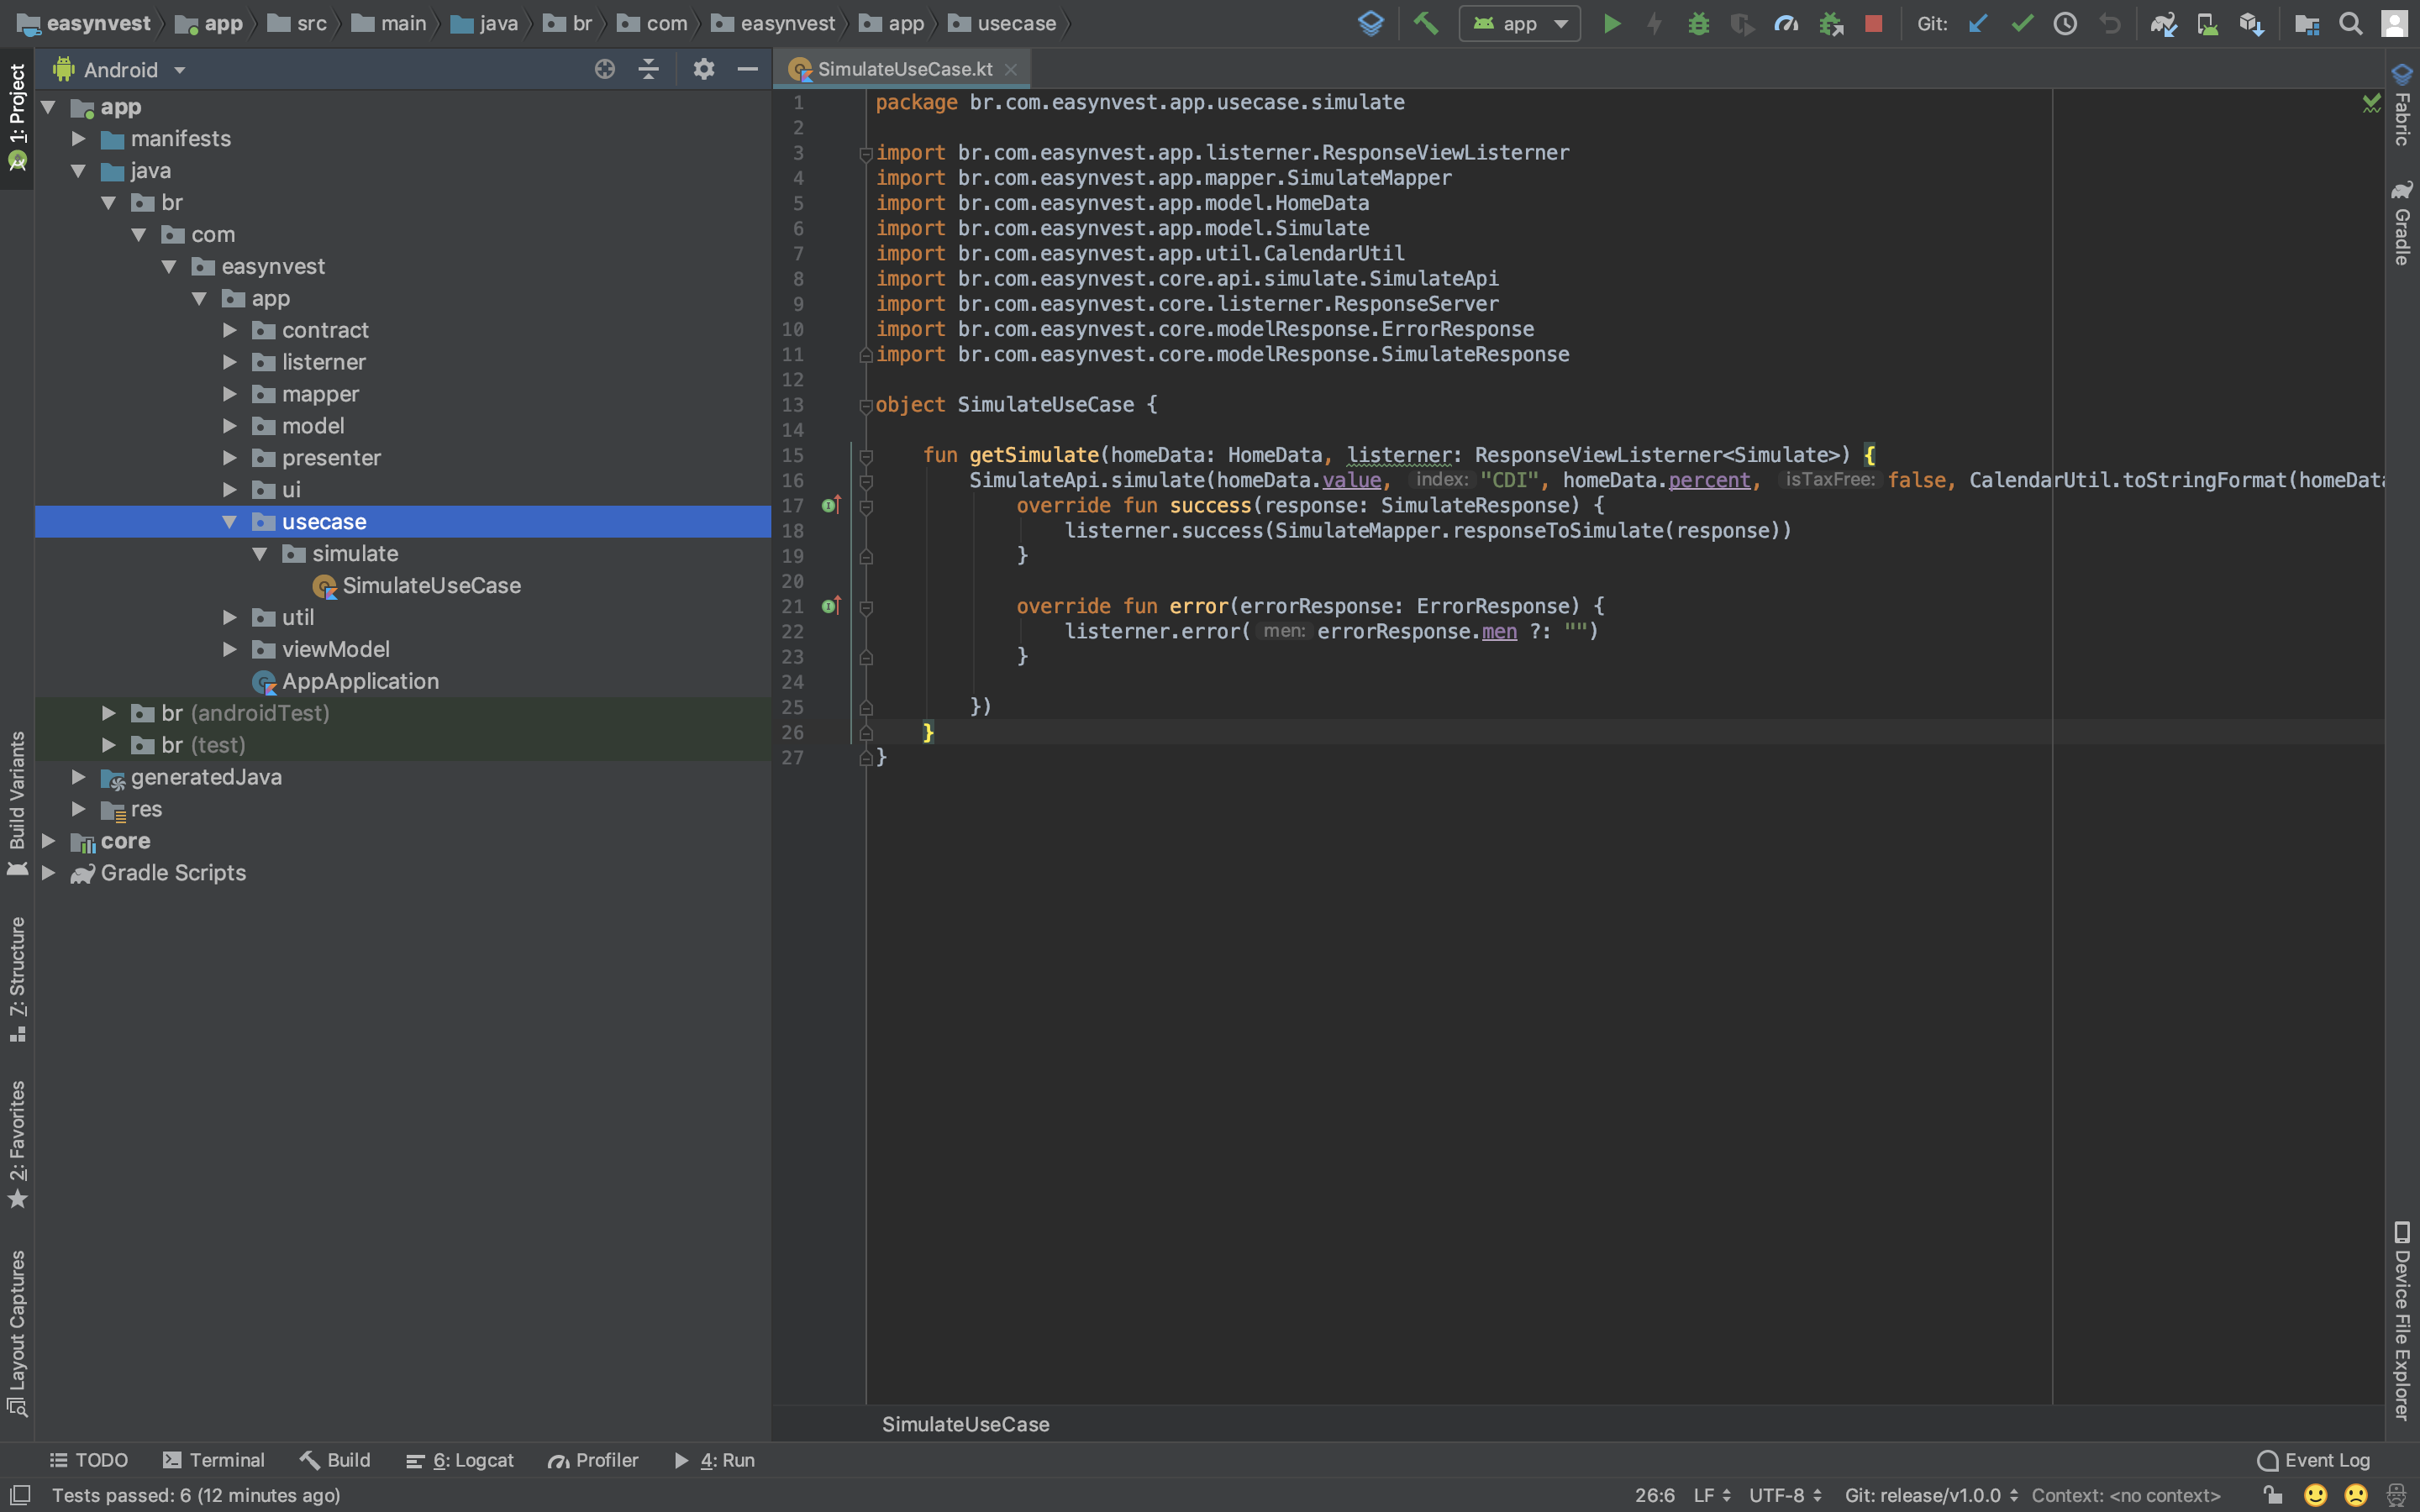 easynvest app src main java br com easynvest app usecase
app
Git:
1: Project
Android
app
manifests
java
br
com
easynvest
app
contract
listerner
mapper
model
presenter
ui
usecase
simulate
SimulateUseCase
util
viewModel
AppApplication
br (androidTest)
br (test)
generatedJava
res
core
Gradle Scripts
Build Variants
7: Structure
2: Favorites
Layout Captures
SimulateUseCase.kt
1 package br.com.easynvest.app.usecase.simulate
2
3 import br.com.easynvest.app.listerner.ResponseViewListerner
4 import br.com.easynvest.app.mapper.SimulateMapper
5 import br.com.easynvest.app.model.HomeData
6 import br.com.easynvest.app.model.Simulate
7 import br.com.easynvest.app.util.CalendarUtil
8 import br.com.easynvest.core.api.simulate.SimulateApi
9 import br.com.easynvest.core.listerner.ResponseServer
10 import br.com.easynvest.core.modelResponse.ErrorResponse
11 import br.com.easynvest.core.modelResponse.SimulateResponse
12
13 object SimulateUseCase {
14
15 fun getSimulate(homeData: HomeData, listerner: ResponseViewListerner<Simulate>) {
16 SimulateApi.simulate(homeData.value, index: "CDI", homeData.percent, isTaxFree: false, CalendarUtil.toStringFormat(homeData
17 override fun success(response: SimulateResponse) {
18 listerner.success(SimulateMapper.responseToSimulate(response))
19 }
20
21 override fun error(errorResponse: ErrorResponse) {
22 listerner.error( men: errorResponse.men ?: "")
23 }
24
25 })
26 }
27 }
SimulateUseCase
Fabric
Gradle
Device File Explorer
TODO Terminal Build 6: Logcat Profiler 4: Run Event Log
Tests passed: 6 (12 minutes ago) 26:6 LF UTF-8 Git: release/v1.0.0 Context: <no context>